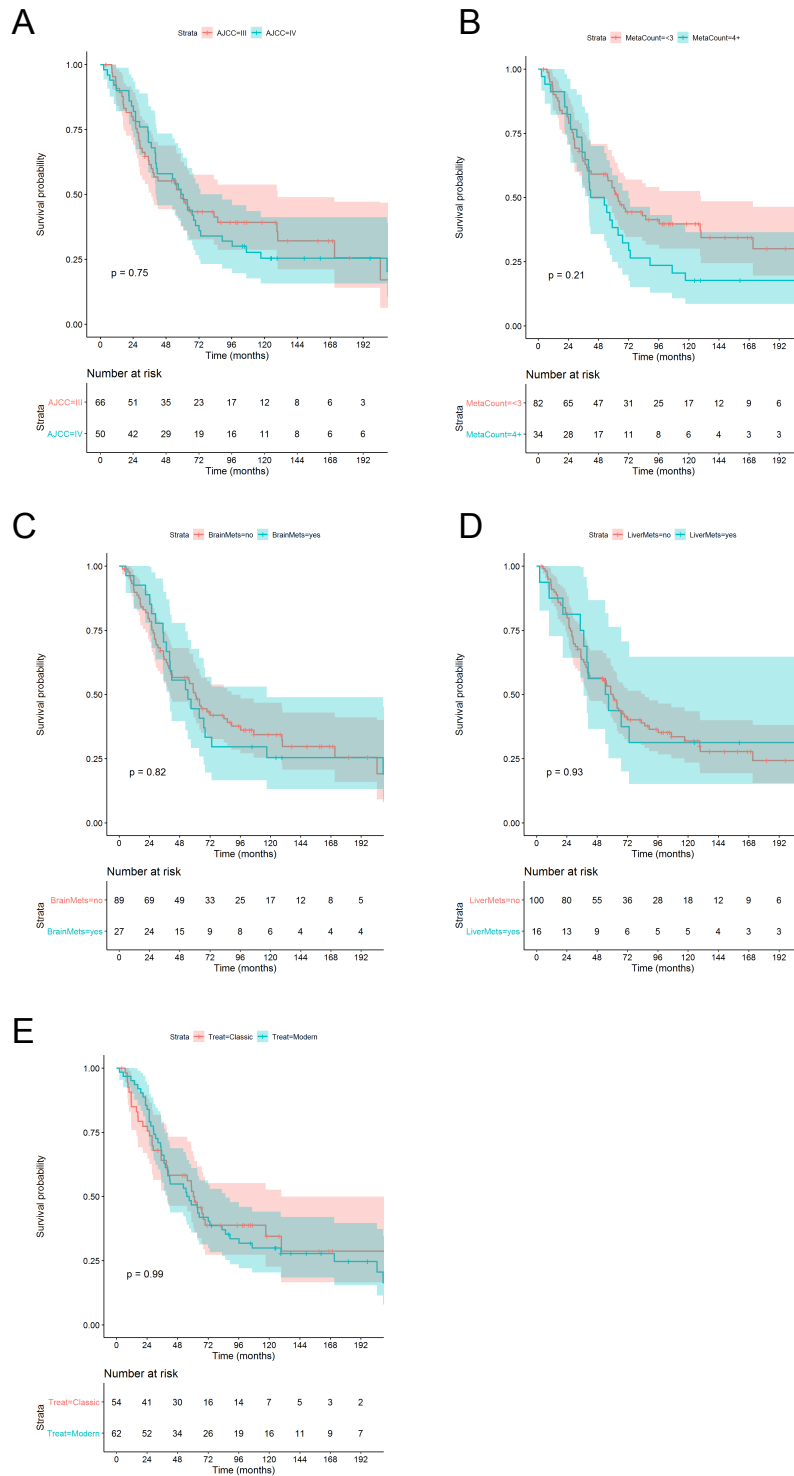 A
Strata AJCC=III AJCC=IV
Survival probability
1.00
0.75
0.50
0.25
0.00
p = 0.75
0 24 48 72 96 120 144 168 192
Time (months)
Number at risk
Strata
AJCC=III 66 51 35 23 17 12 8 6 3
AJCC=IV 50 42 29 19 16 11 8 6 6
0 24 48 72 96 120 144 168 192
Time (months)
B
Strata MetaCount=<3 MetaCount=4+
Survival probability
1.00
0.75
0.50
0.25
0.00
p = 0.21
0 24 48 72 96 120 144 168 192
Time (months)
Number at risk
Strata
MetaCount=<3 82 65 47 31 25 17 12 9 6
MetaCount=4+ 34 28 17 11 8 6 4 3 3
0 24 48 72 96 120 144 168 192
Time (months)
C
Strata BrainMets=no BrainMets=yes
Survival probability
1.00
0.75
0.50
0.25
0.00
p = 0.82
0 24 48 72 96 120 144 168 192
Time (months)
Number at risk
Strata
BrainMets=no 89 69 49 33 25 17 12 8 5
BrainMets=yes 27 24 15 9 8 6 4 4 4
0 24 48 72 96 120 144 168 192
Time (months)
D
Strata LiverMets=no LiverMets=yes
Survival probability
1.00
0.75
0.50
0.25
0.00
p = 0.93
0 24 48 72 96 120 144 168 192
Time (months)
Number at risk
Strata
LiverMets=no 100 80 55 36 28 18 12 9 6
LiverMets=yes 16 13 9 6 5 5 4 3 3
0 24 48 72 96 120 144 168 192
Time (months)
E
Strata Treat=Classic Treat=Modern
Survival probability
1.00
0.75
0.50
0.25
0.00
p = 0.99
0 24 48 72 96 120 144 168 192
Time (months)
Number at risk
Strata
Treat=Classic 54 41 30 16 14 7 5 3 2
Treat=Modern 62 52 34 26 19 16 11 9 7
0 24 48 72 96 120 144 168 192
Time (months)